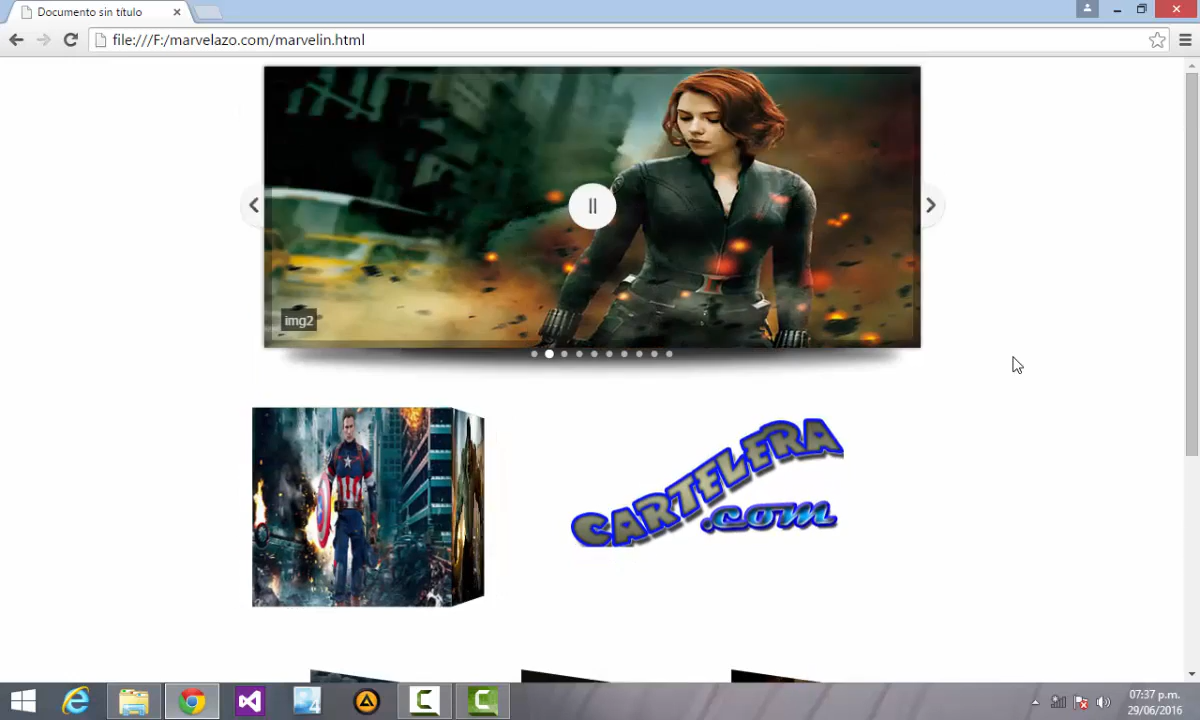 Documento sin título
file:///F:/marvelazo.com/marvelin.html
img2
CARTELERA
.com
07:37 p.m.
29/06/2016